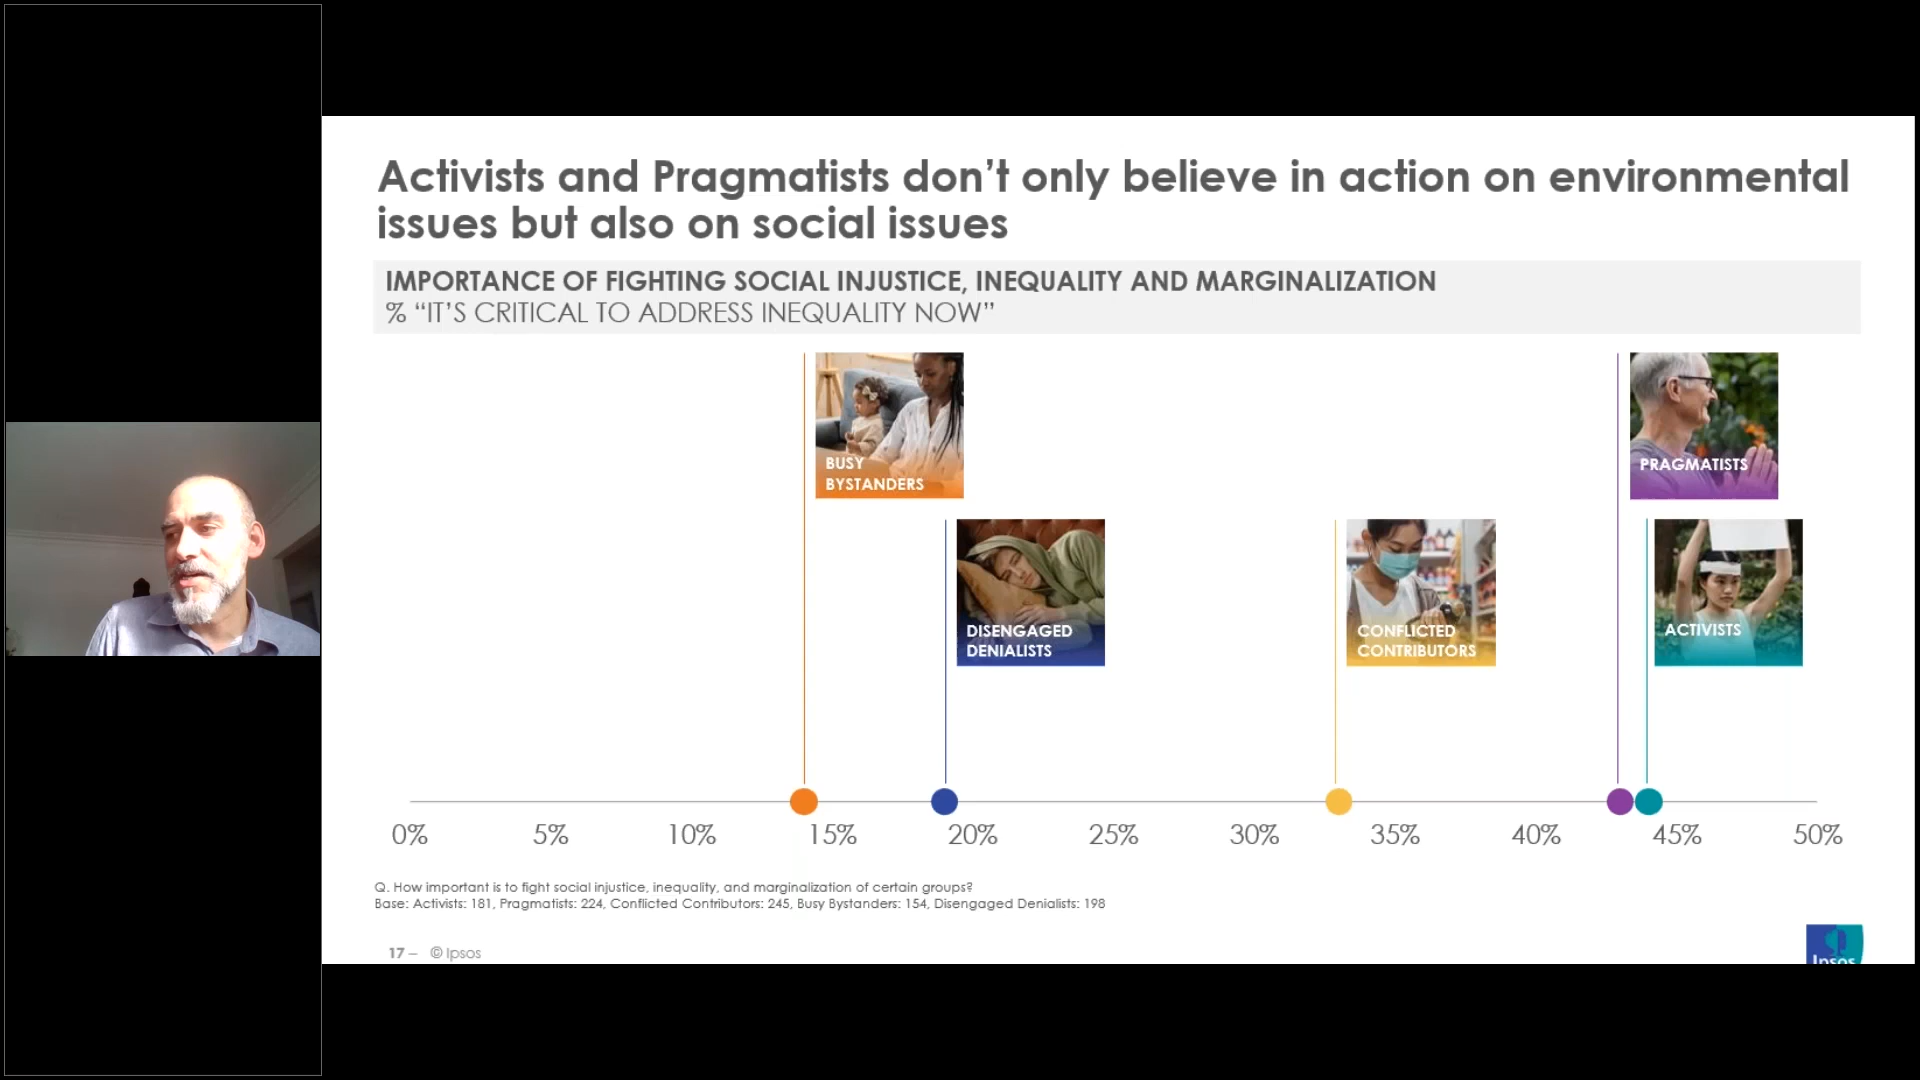 Activists and Pragmatists don’t only believe in action on environmental
issues but also on social issues
IMPORTANCE OF FIGHTING SOCIAL INJUSTICE, INEQUALITY AND MARGINALIZATION
% “IT’S CRITICAL TO ADDRESS INEQUALITY NOW”
BUSY
BYSTANDERS
PRAGMATISTS
DISENGAGED
DENIALISTS
CONFLICTED
CONTRIBUTORS
ACTIVISTS
0% 5% 10% 15% 20% 25% 30% 35% 40% 45% 50%
Q. How important is to fight social injustice, inequality, and marginalization of certain groups?
Base: Activists: 181, Pragmatists: 224, Conflicted Contributors: 245, Busy Bystanders: 154, Disengaged Denialists: 198
17 – © Ipsos
Ipsos